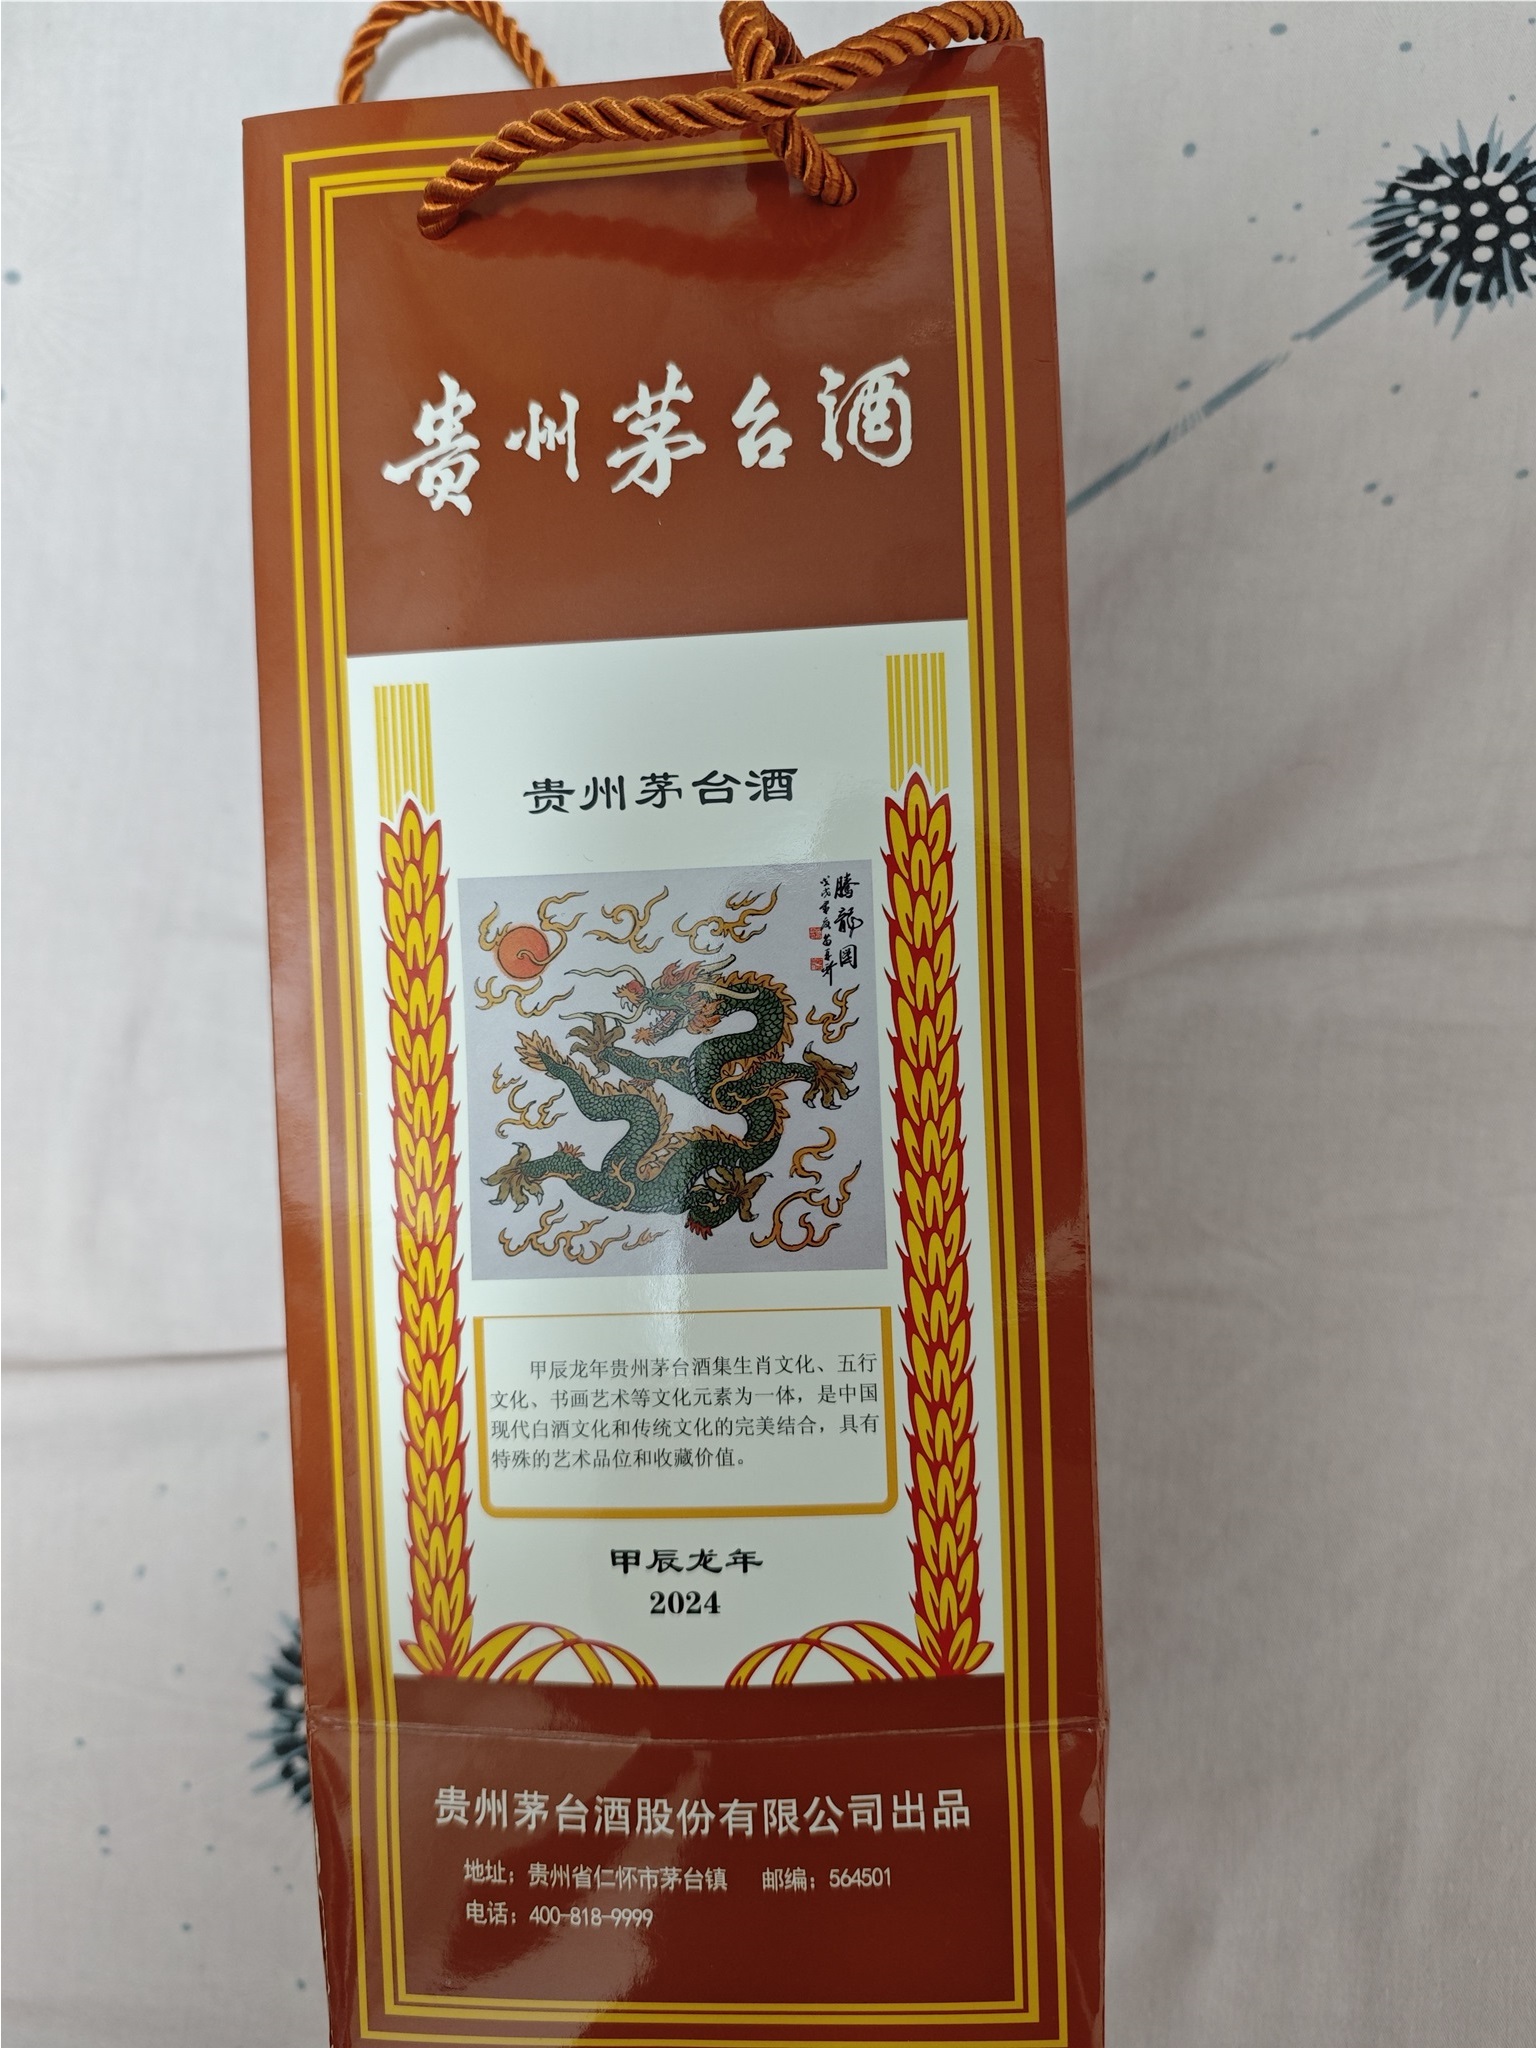 贵州茅台酒
贵州茅台酒
腾龙图
甲辰龙年贵州茅台酒集生肖文化、五行
文化、书画艺术等文化元素为一体，是中国
现代白酒文化和传统文化的完美结合，具有
特殊的艺术品位和收藏价值。
甲辰龙年
2024
贵州茅台酒股份有限公司出品
地址：贵州省仁怀市茅台镇 邮编：564501
电话：400-818-9999